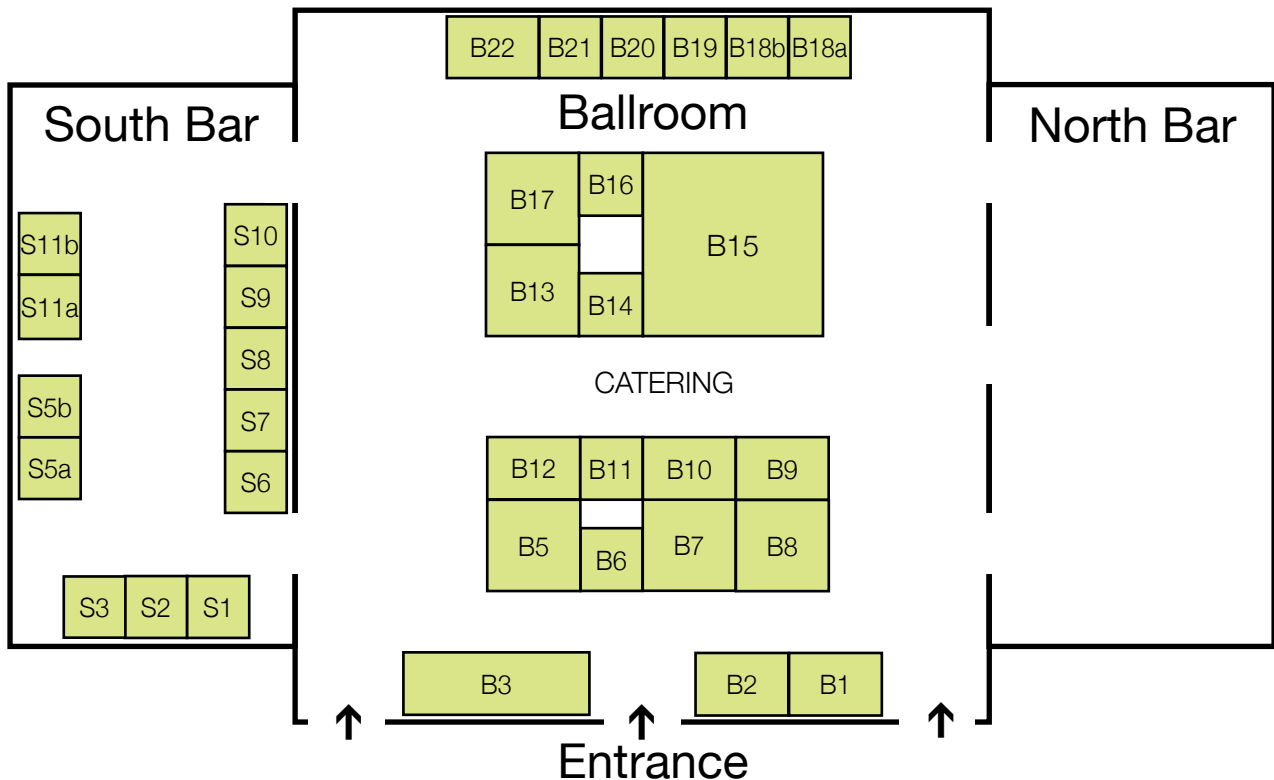 B22 B21 B20 B19 B18b B18a
South Bar
Ballroom
North Bar
B17 B16 B15
B13 B14
S11b
S11a
S10
S9
S8
S7
S6
S5b
S5a
CATERING
B12 B11 B10 B9
B5 B6 B7 B8
S3 S2 S1
B3 B2 B1
Entrance